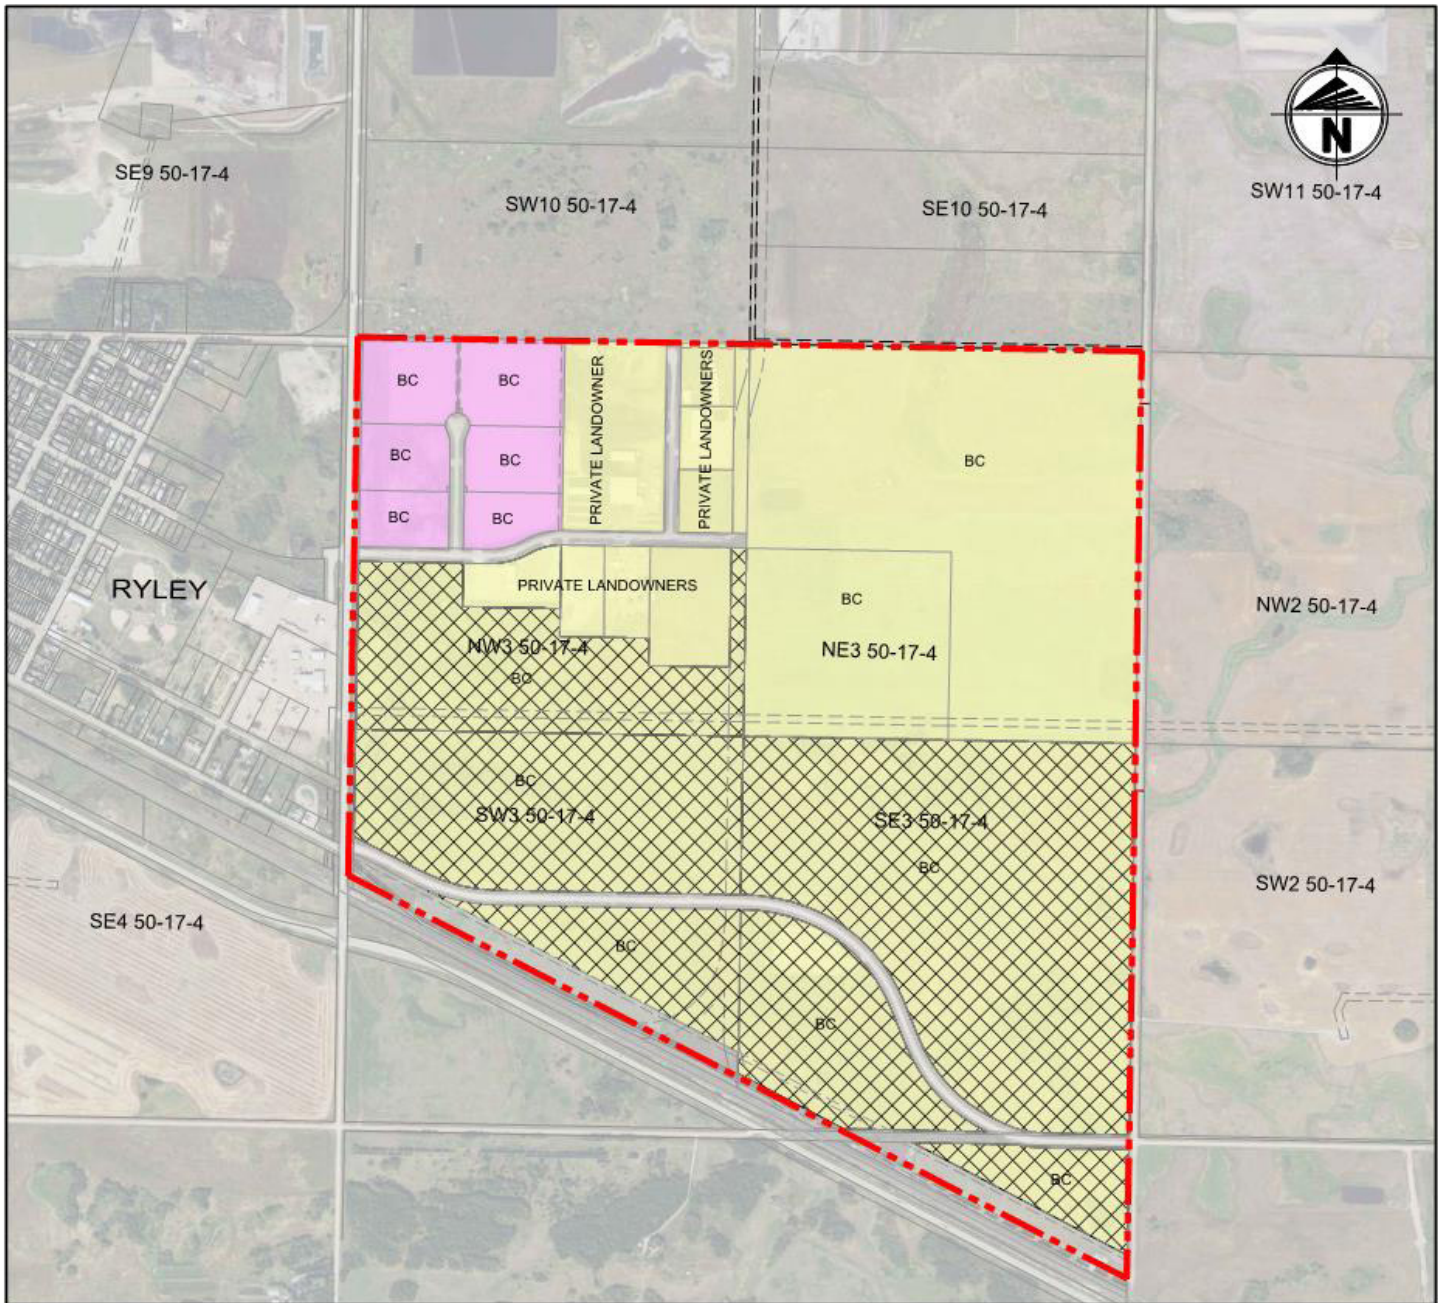 N
SE9 50-17-4
SW11 50-17-4
SW10 50-17-4
SE10 50-17-4
BC
BC
PRIVATE LANDOWNER
PRIVATE LANDOWNERS
BC
BC
BC
BC
BC
RYLEY
PRIVATE LANDOWNERS
BC
NW2 50-17-4
NW3 50-17-4
NE3 50-17-4
BC
BC
SW3 50-17-4
SE3 50-17-4
BC
SW2 50-17-4
SE4 50-17-4
BC
BC
BC